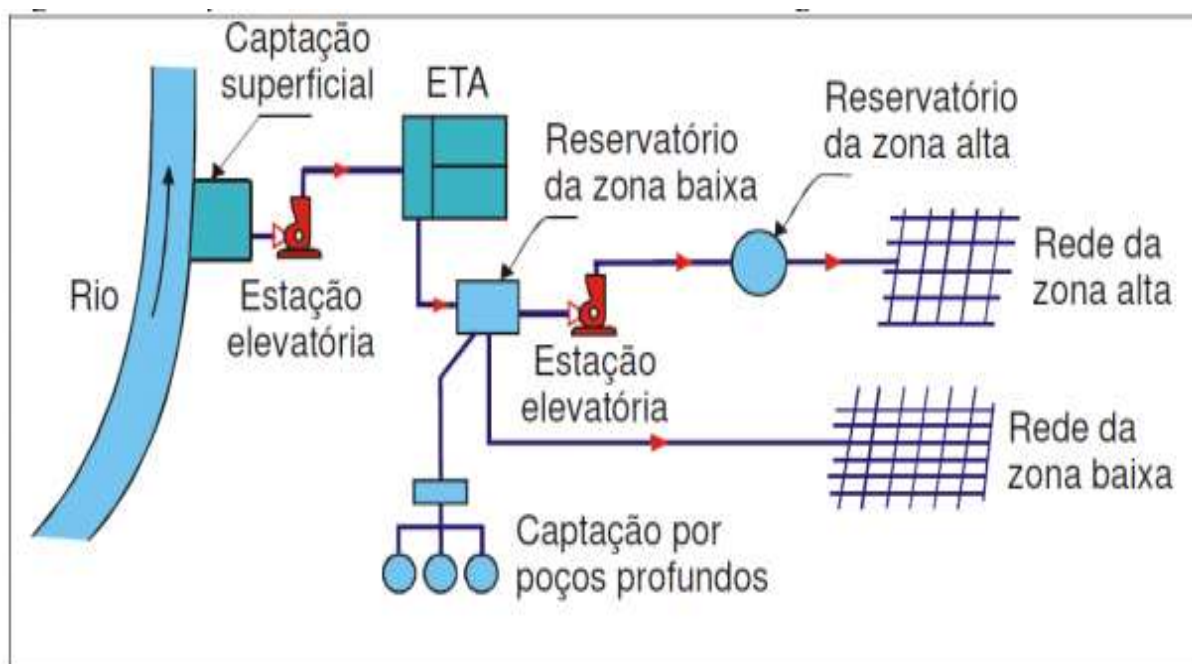 Captação
superficial
ETA
Reservatório
da zona baixa
Reservatório
da zona alta
Rio
Estação
elevatória
Estação
elevatória
Rede da
zona alta
Rede da
zona baixa
Captação por
poços profundos